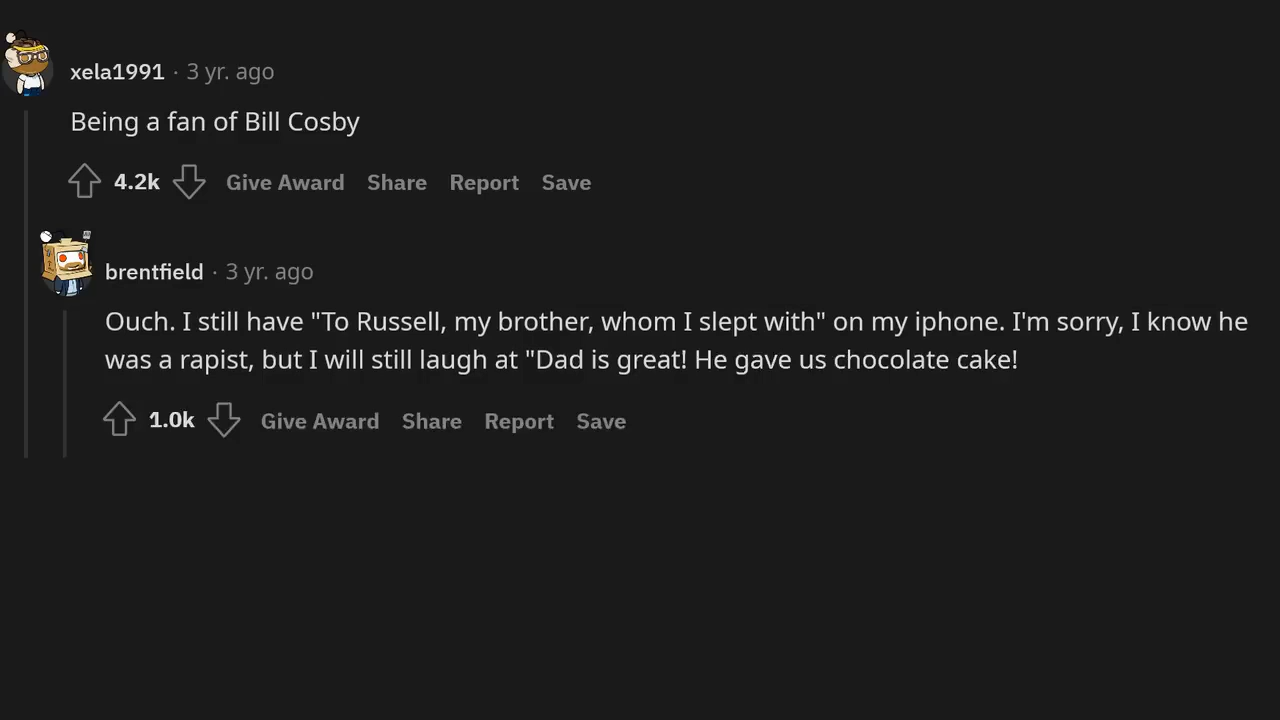 xela1991 · 3 yr. ago
Being a fan of Bill Cosby
4.2k Give Award Share Report Save
brentfield · 3 yr. ago
Ouch. I still have "To Russell, my brother, whom I slept with" on my iphone. I'm sorry, I know he
was a rapist, but I will still laugh at "Dad is great! He gave us chocolate cake!
1.0k Give Award Share Report Save